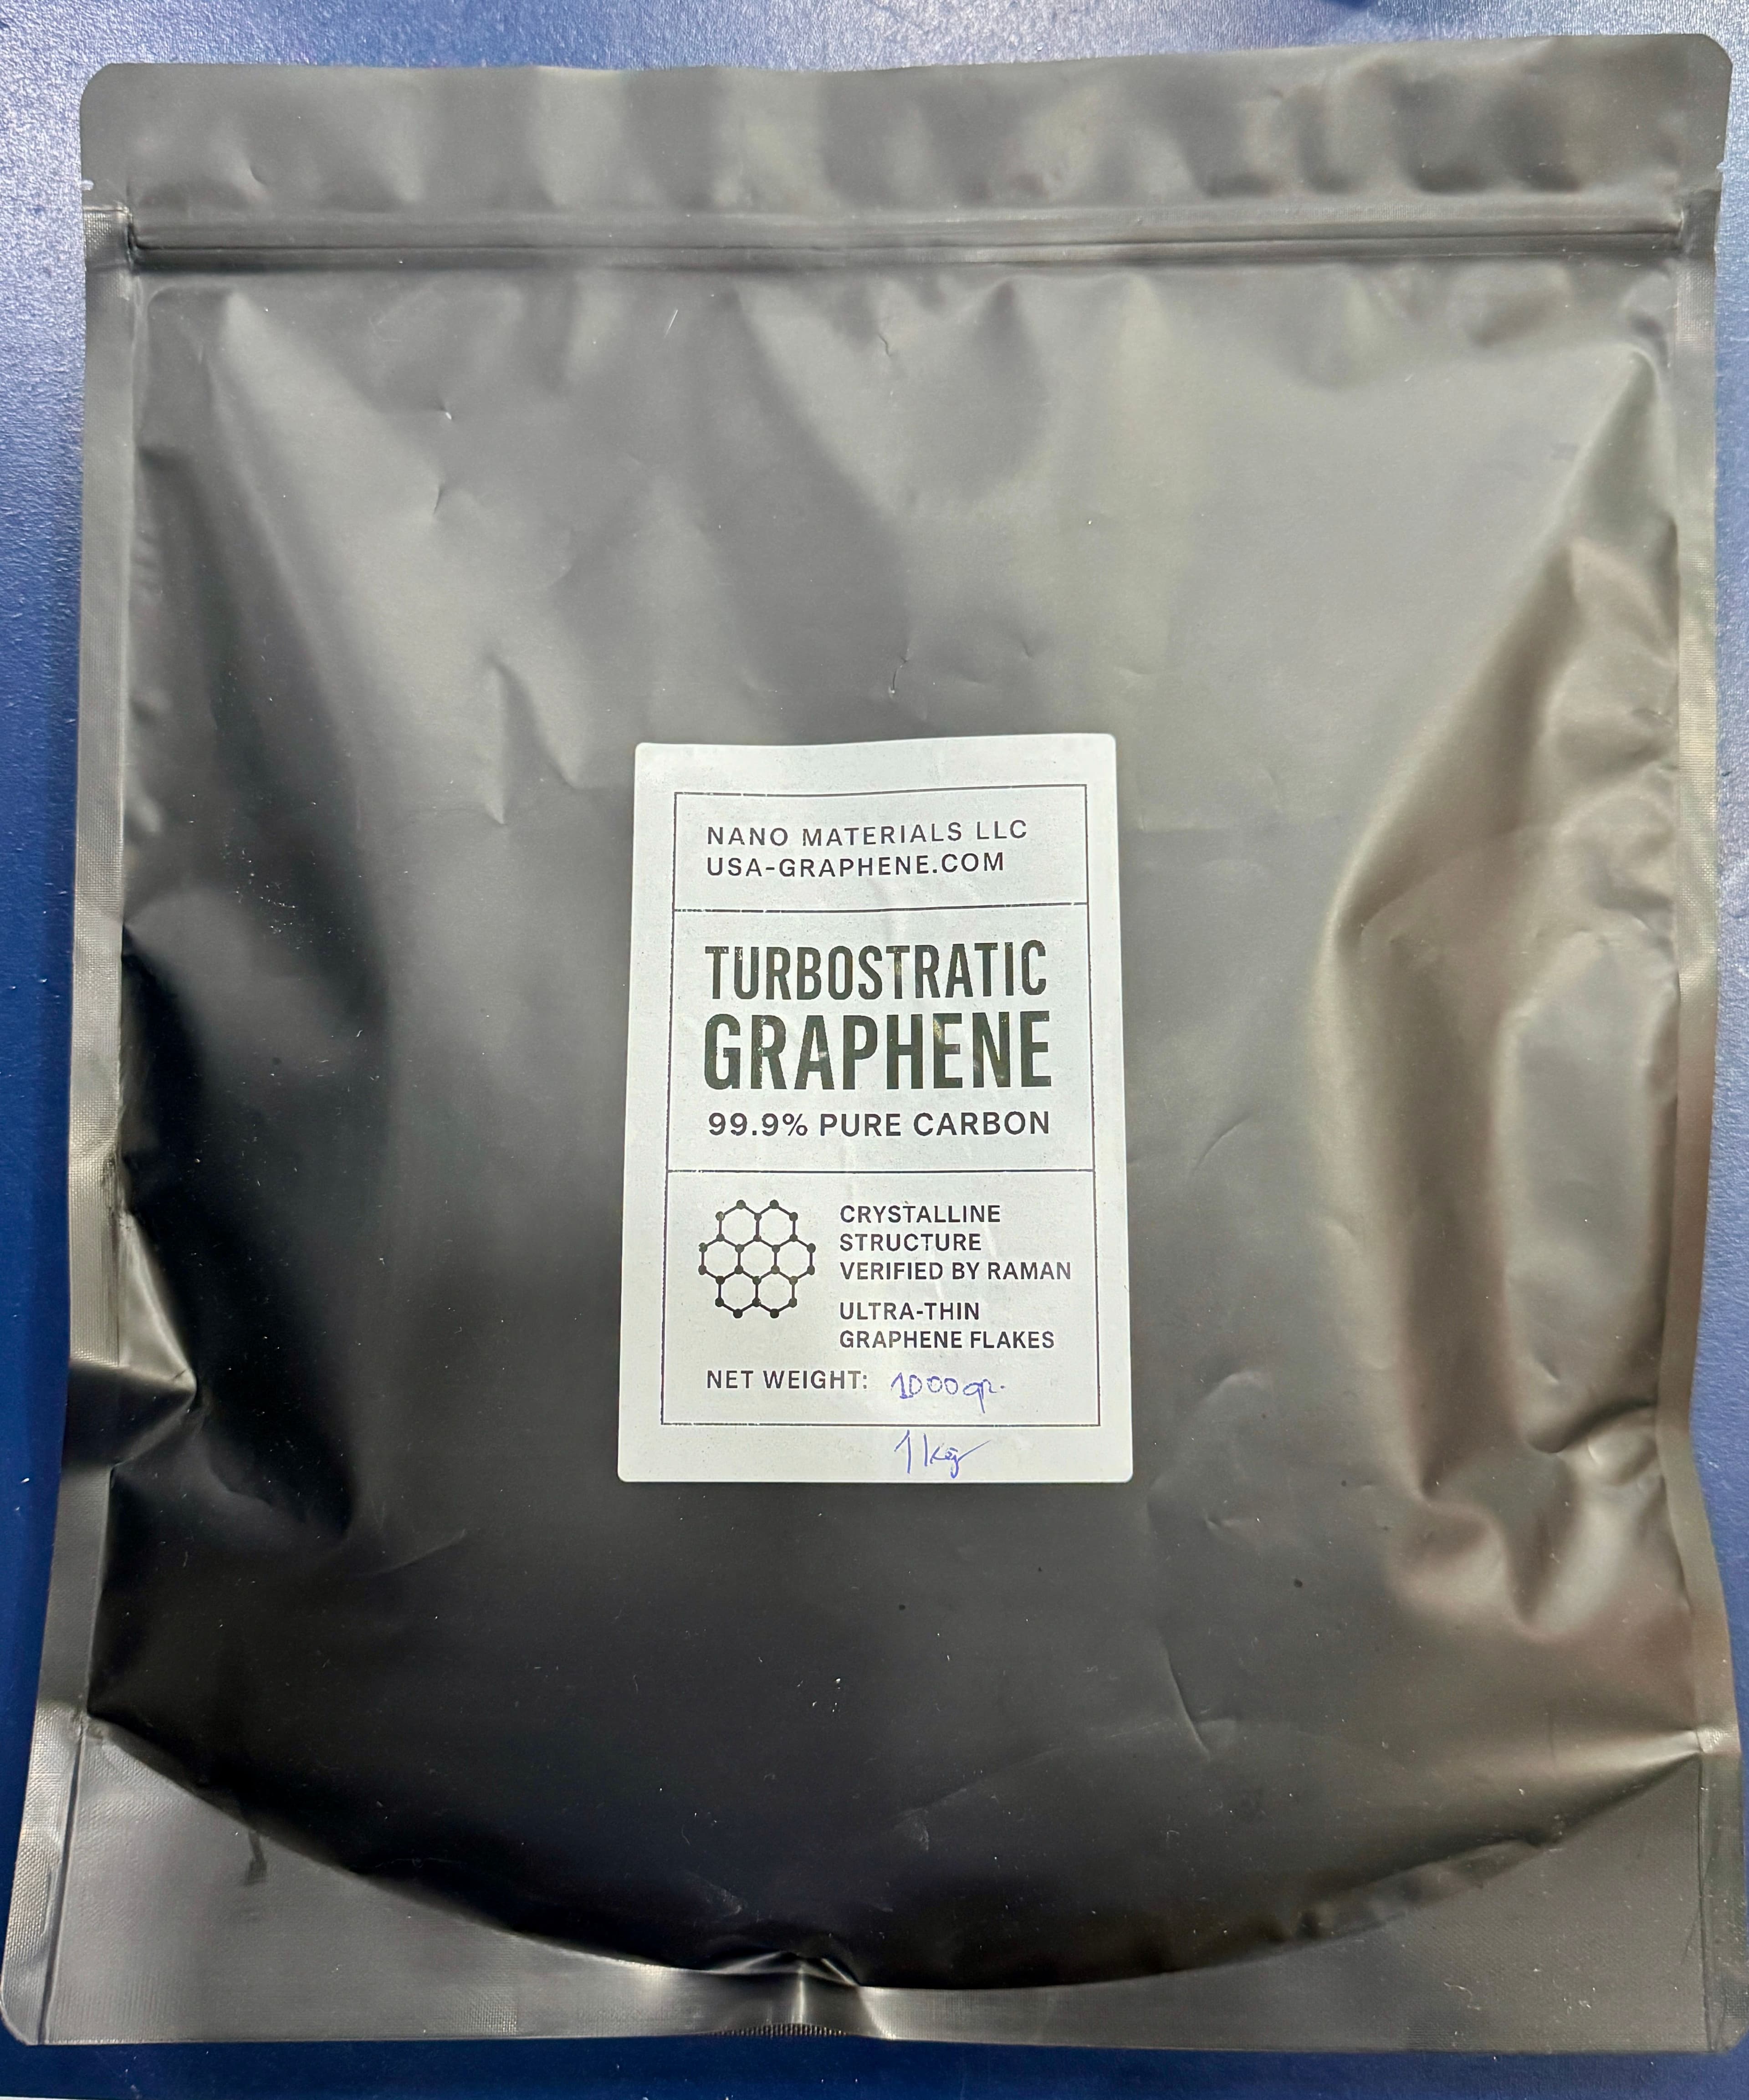 NANO MATERIALS LLC
USA-GRAPHENE.COM
TURBOSTRATIC
GRAPHENE
99.9% PURE CARBON
CRYSTALLINE
STRUCTURE
VERIFIED BY RAMAN
ULTRA-THIN
GRAPHENE FLAKES
NET WEIGHT: 1000gr.
1kg